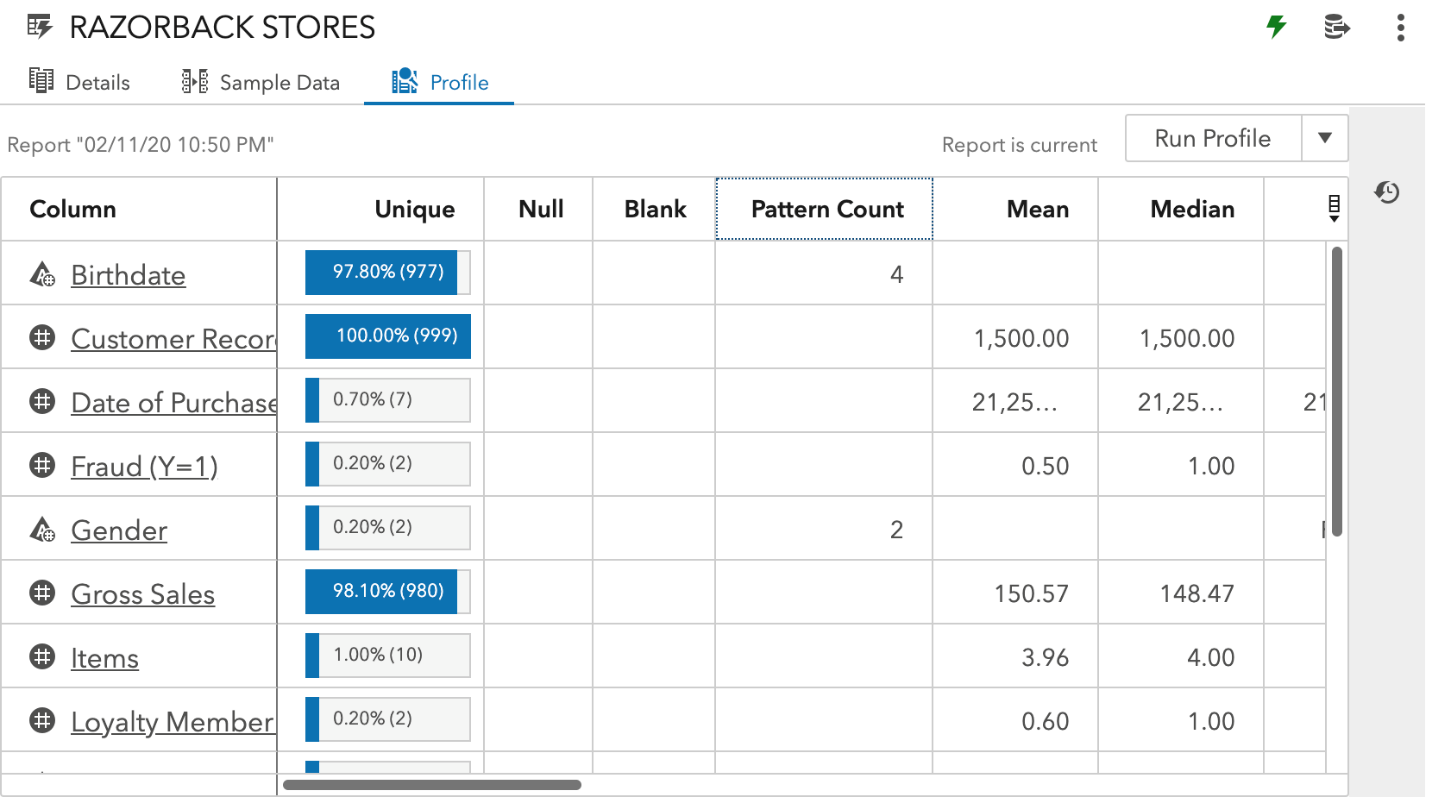 RAZORBACK STORES
Details Sample Data Profile
Report "02/11/20 10:50 PM" Report is current Run Profile
Column Unique Null Blank Pattern Count Mean Median
Birthdate 97.80% (977) 4
Customer Recor 100.00% (999) 1,500.00 1,500.00
Date of Purchase 0.70% (7) 21,25... 21,25... 21
Fraud (Y=1) 0.20% (2) 0.50 1.00
Gender 0.20% (2) 2
Gross Sales 98.10% (980) 150.57 148.47
Items 1.00% (10) 3.96 4.00
Loyalty Member 0.20% (2) 0.60 1.00